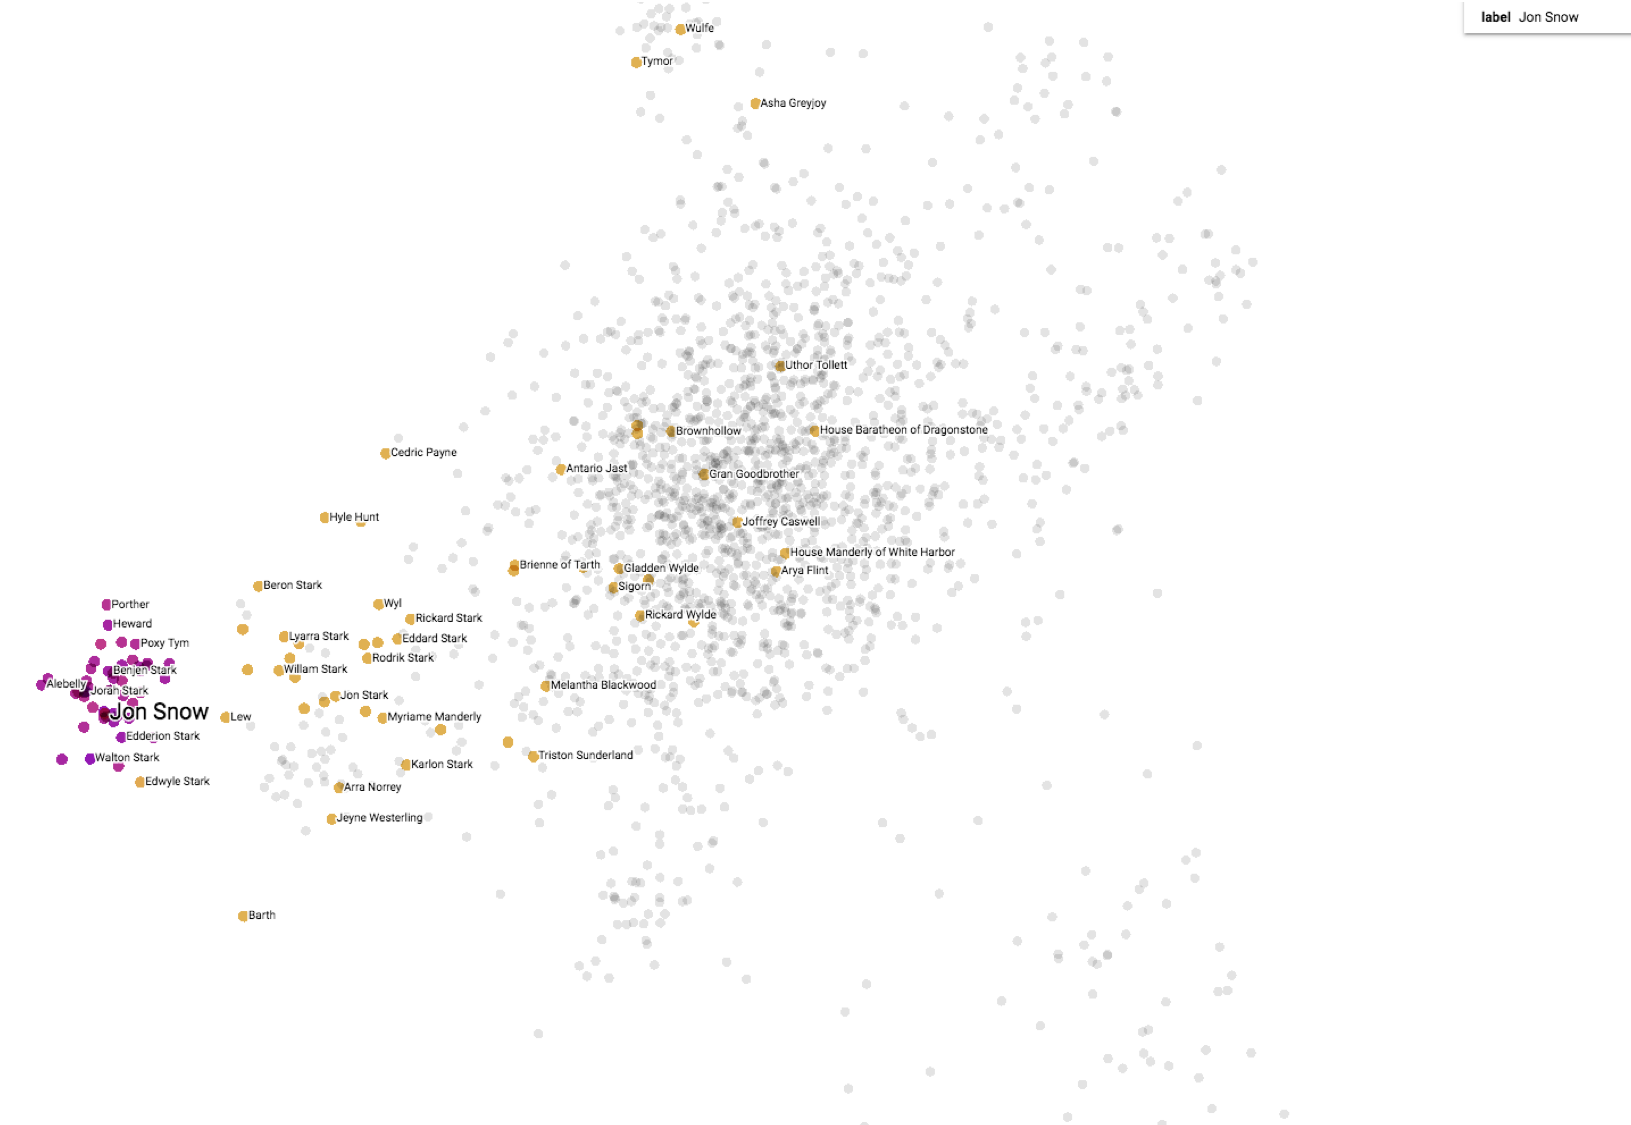 label Jon Snow
Wulfe
Tymor
Asha Greyjoy
Uthor Tollett
Brownhollow
House Baratheon of Dragonstone
Cedric Payne
Antario Jast
Gran Goodbrother
Hyle Hunt
Joffrey Caswell
House Manderly of White Harbor
Brienne of Tarth
Gladden Wylde
Arya Flint
Beron Stark
Sigorn
Porther
Wyl
Rickard Stark
Rickard Wylde
Heward
Lyarra Stark
Eddard Stark
Poxy Tym
Rodrik Stark
Benjen Stark
Willam Stark
Alebelly
Jorah Stark
Melantha Blackwood
Jon Stark
Jon Snow
Lew
Myriame Manderly
Edderion Stark
Walton Stark
Triston Sunderland
Karlon Stark
Edwyle Stark
Arra Norrey
Jeyne Westerling
Barth